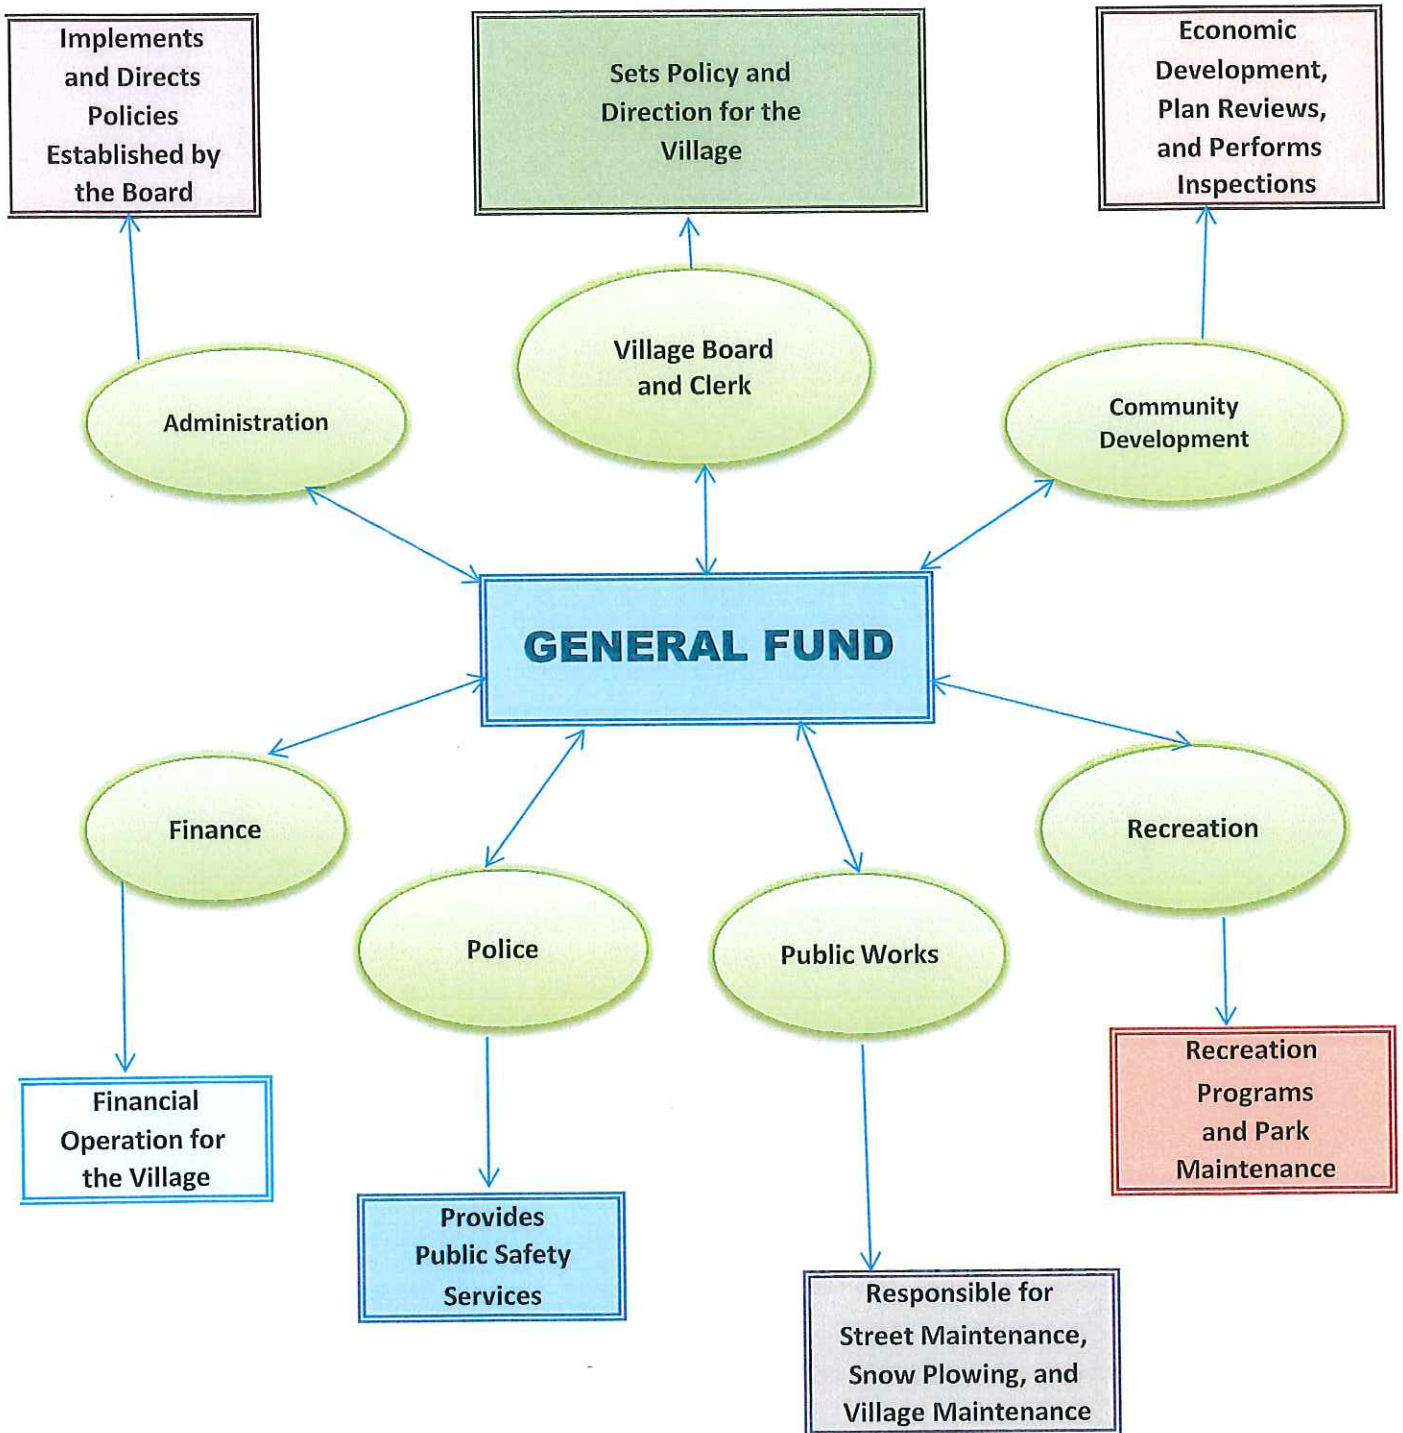 Implements
and Directs
Policies
Established by
the Board
Sets Policy and
Direction for the
Village
Economic
Development,
Plan Reviews,
and Performs
Inspections
Administration
Village Board
and Clerk
Community
Development
GENERAL FUND
Finance
Police
Public Works
Recreation
Financial
Operation for
the Village
Provides
Public Safety
Services
Responsible for
Street Maintenance,
Snow Plowing, and
Village Maintenance
Recreation
Programs
and Park
Maintenance